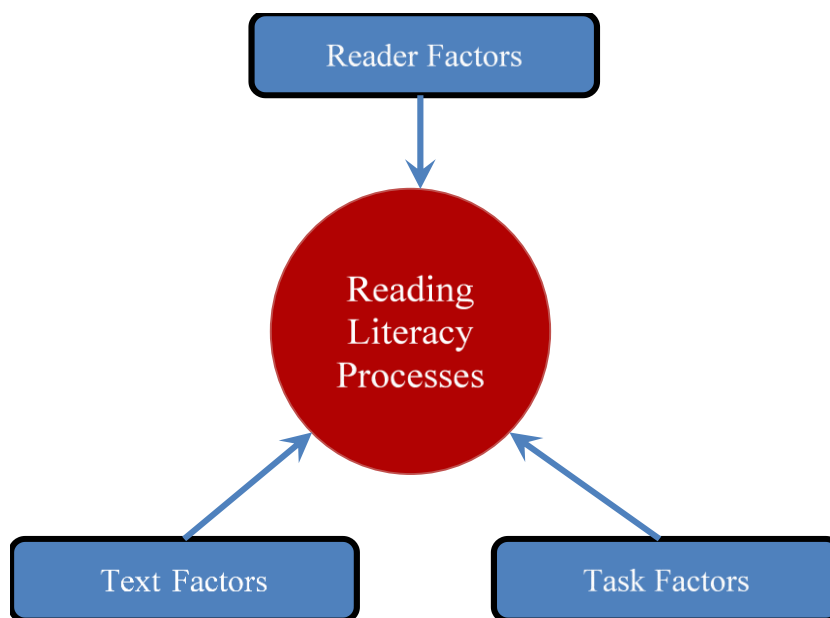 Reader Factors
Reading
Literacy
Processes
Text Factors
Task Factors